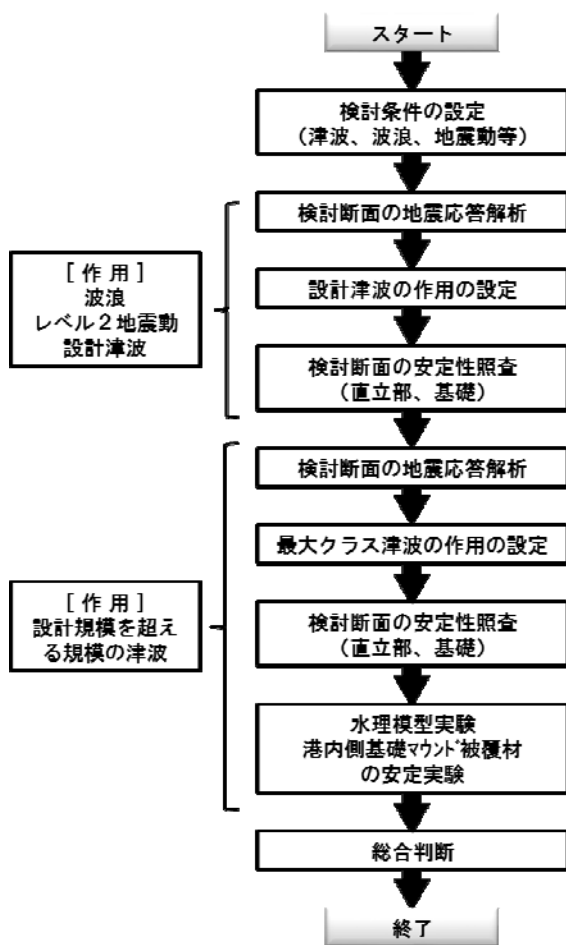 スタート
検討条件の設定
（津波、波浪、地震動等）
検討断面の地震応答解析
［ 作 用 ］
波浪
レベル２地震動
設計津波
設計津波の作用の設定
検討断面の安定性照査
（直立部、基礎）
検討断面の地震応答解析
最大クラス津波の作用の設定
［ 作 用 ］
設計規模を超え
る規模の津波
検討断面の安定性照査
（直立部、基礎）
水理模型実験
港内側基礎ﾏｳﾝﾄﾞ被覆材
の安定実験
総合判断
終了